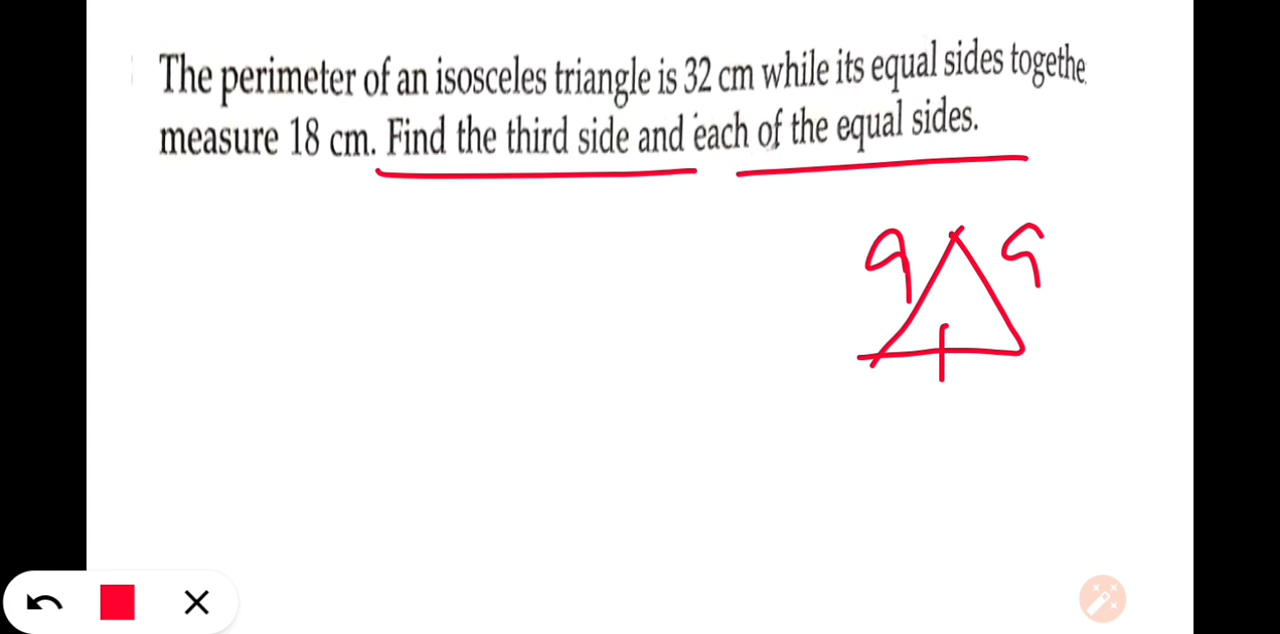 The perimeter of an isosceles triangle is 32 cm while its equal sides togethe
measure 18 cm. Find the third side and each of the equal sides.
9 9